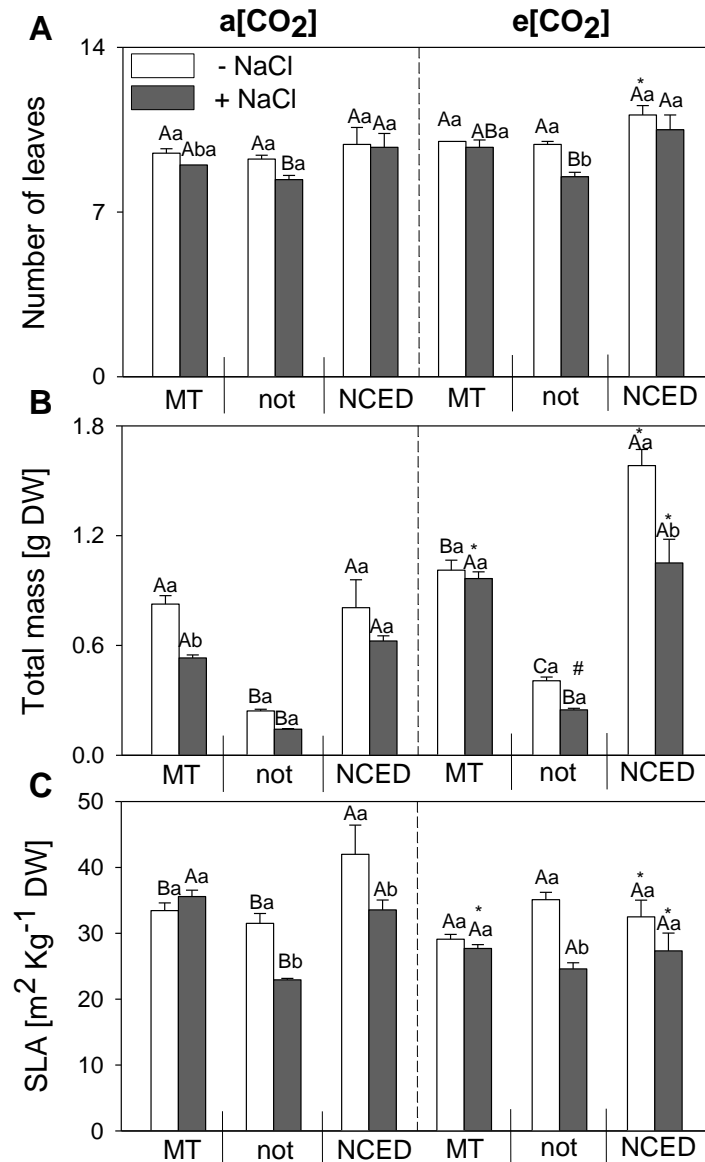 a[CO2] e[CO2]
A
14
- NaCl
+ NaCl
Number of leaves
7
0
Aa Aba Aa Ba Aa Aa Aa ABa Aa Bb * Aa Aa
MT not NCED MT not NCED
B
1.8
Total mass [g DW]
1.2
0.6
0.0
Aa Ab Ba Ba Aa Aa Ba * Aa Ca # Ba * Aa * Ab
MT not NCED MT not NCED
C
50
SLA [m2 Kg-1 DW]
40
30
20
10
0
Ba Aa Ba Bb Aa Ab Aa * Aa Aa Ab * Aa * Aa
MT not NCED MT not NCED